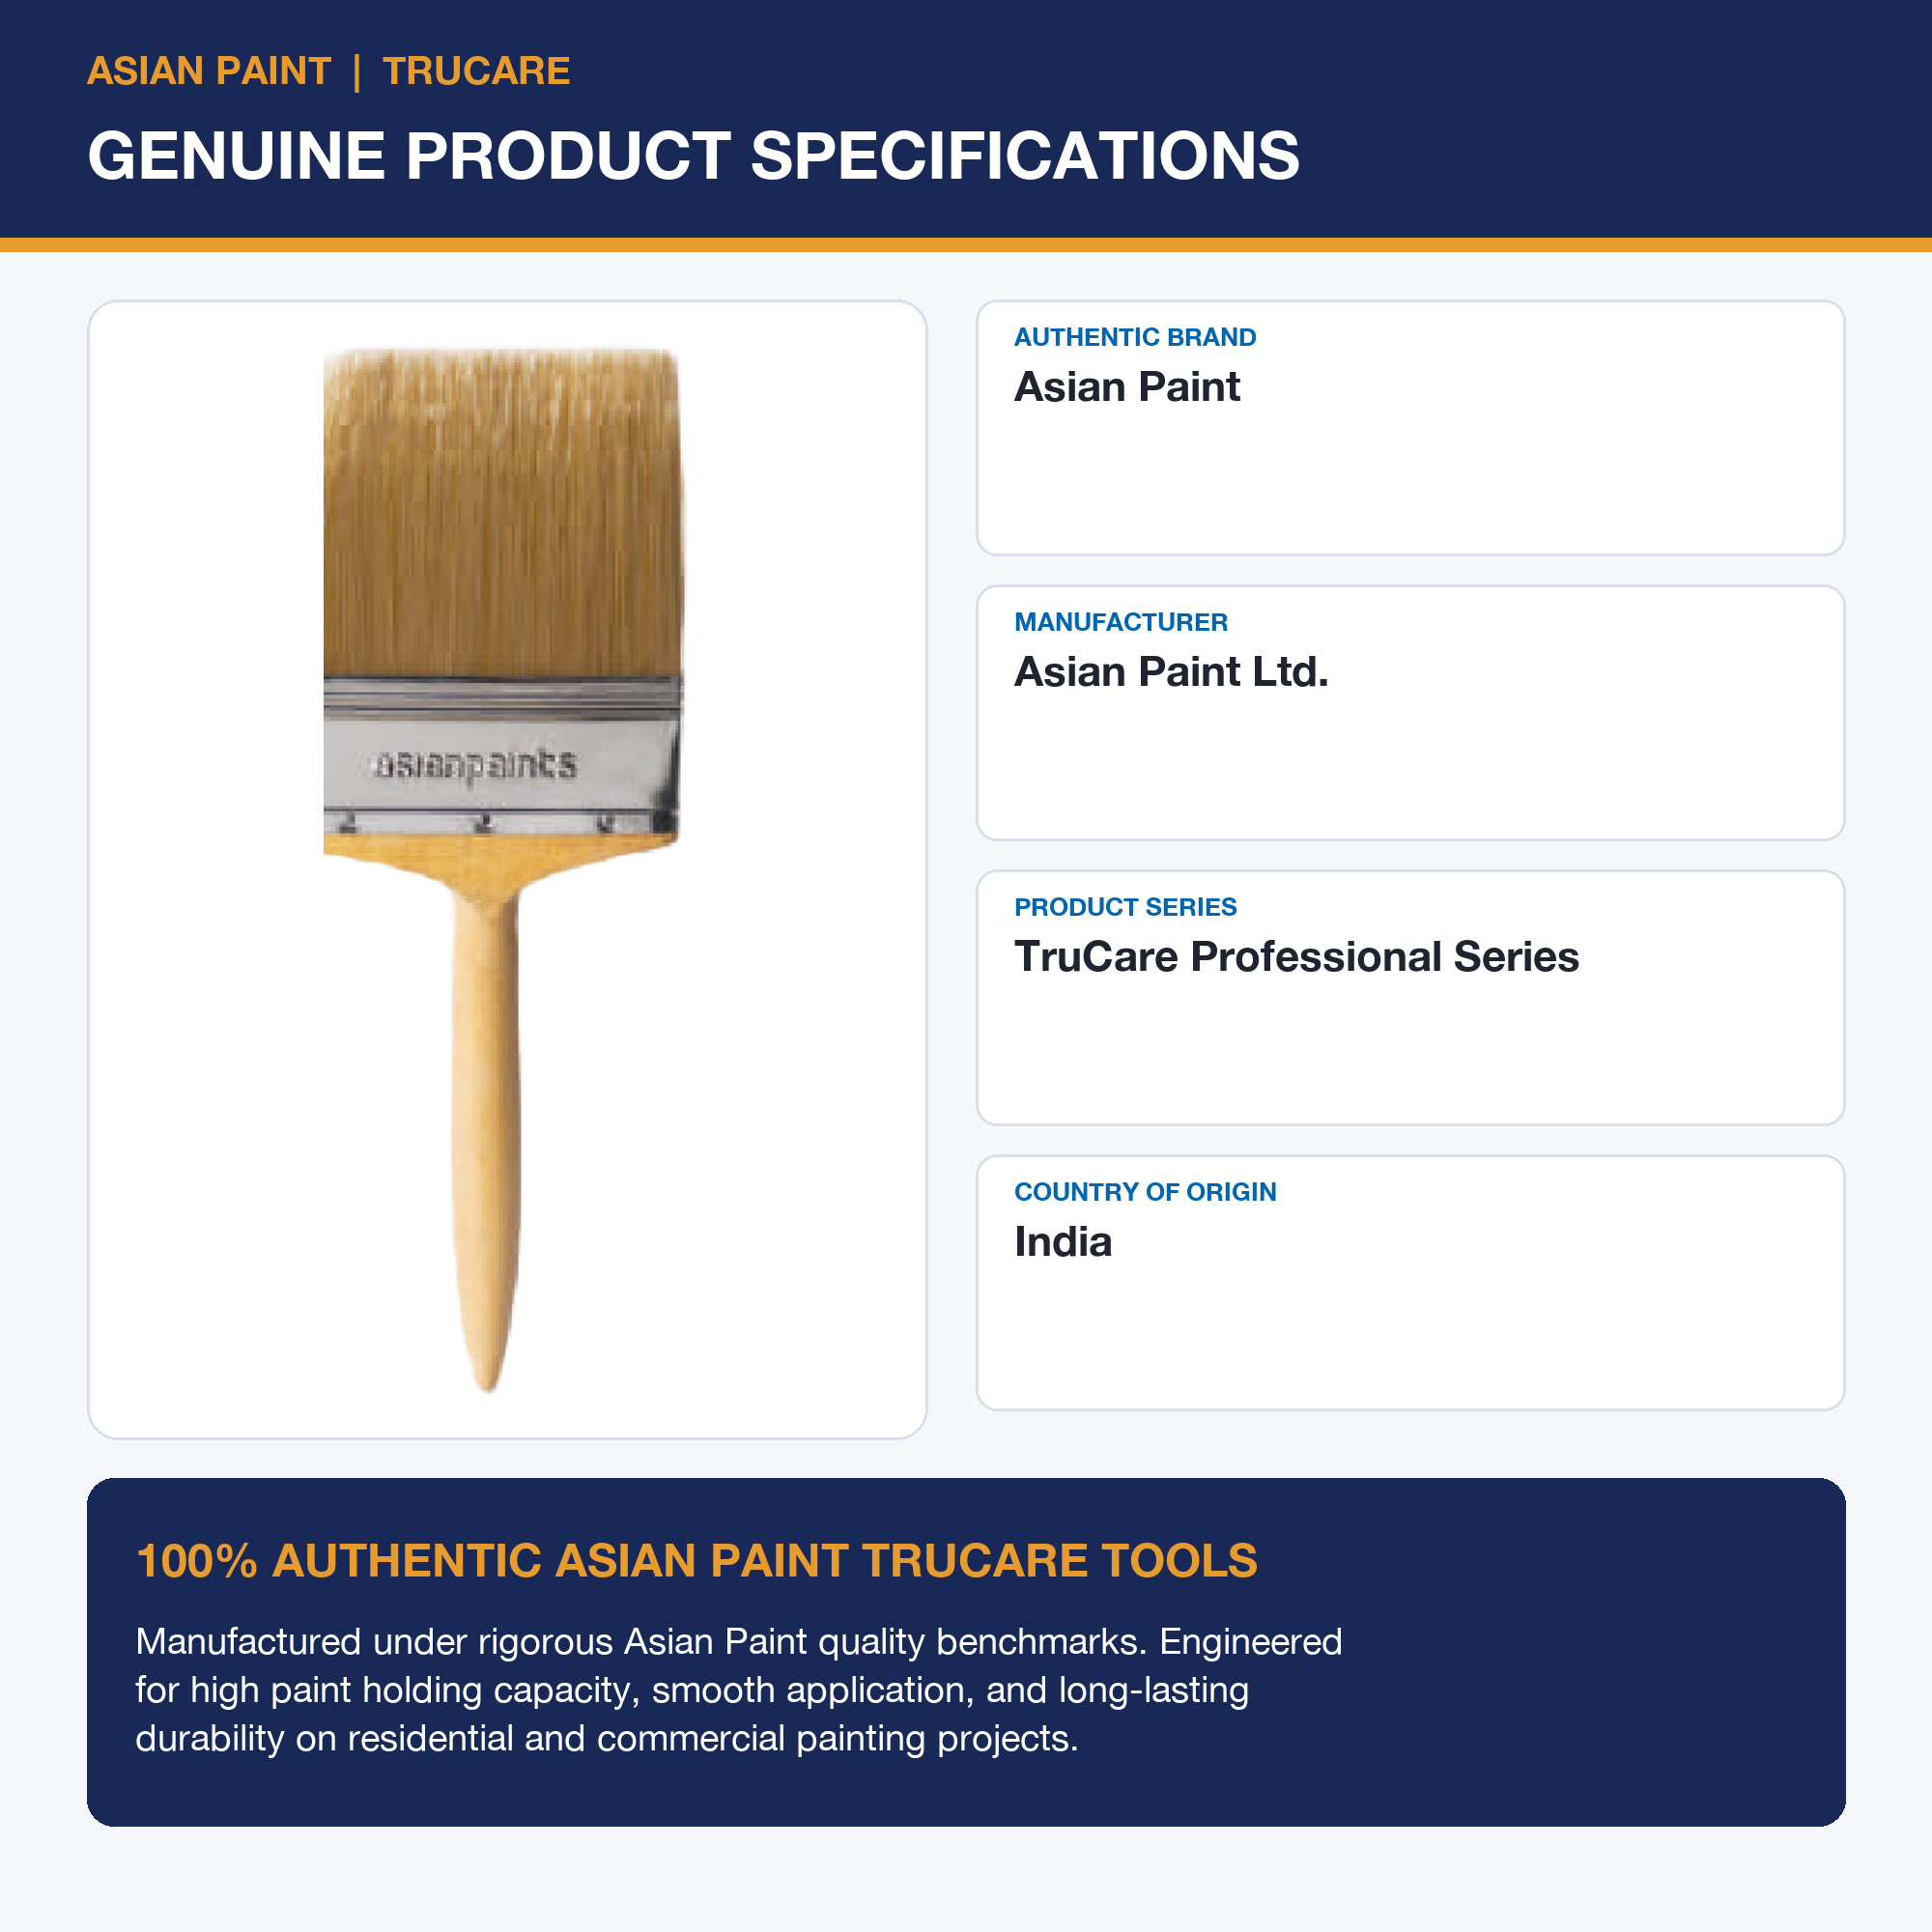 ASIAN PAINT | TRUCARE
GENUINE PRODUCT SPECIFICATIONS
asianpaints
AUTHENTIC BRAND
Asian Paint
MANUFACTURER
Asian Paint Ltd.
PRODUCT SERIES
TruCare Professional Series
COUNTRY OF ORIGIN
India
100% AUTHENTIC ASIAN PAINT TRUCARE TOOLS
Manufactured under rigorous Asian Paint quality benchmarks. Engineered
for high paint holding capacity, smooth application, and long-lasting
durability on residential and commercial painting projects.